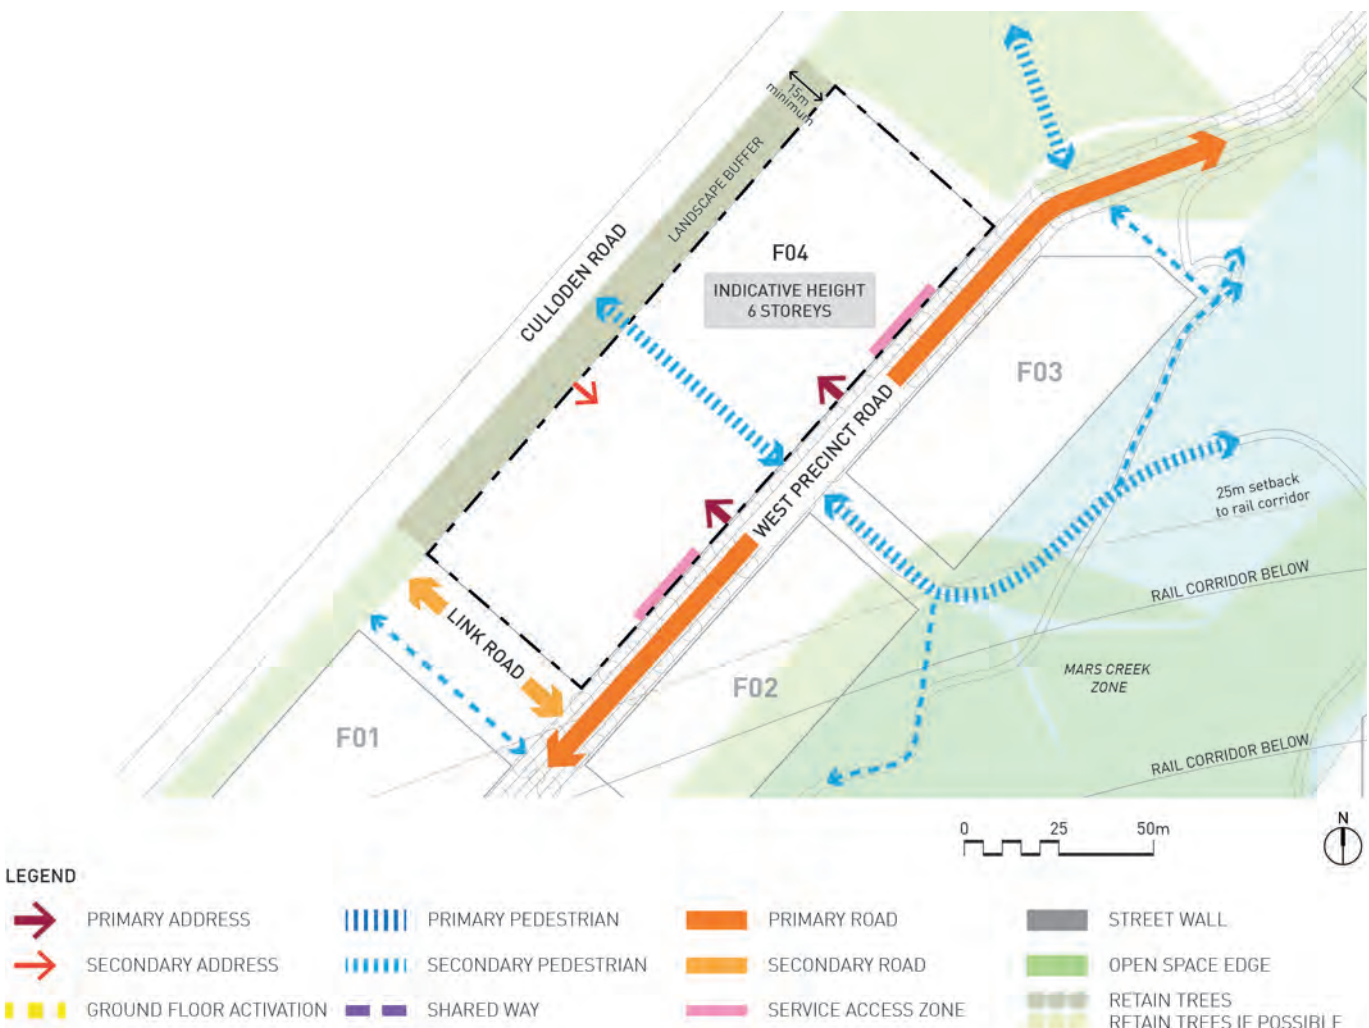 15m
minimum
LANDSCAPE BUFFER
CULLODEN ROAD
F04
INDICATIVE HEIGHT
6 STOREYS
F03
WEST PRECINCT ROAD
25m setback
to rail corridor
RAIL CORRIDOR BELOW
LINK ROAD
MARS CREEK
ZONE
F02
F01
RAIL CORRIDOR BELOW
0 25 50m
N
LEGEND
PRIMARY ADDRESS
SECONDARY ADDRESS
GROUND FLOOR ACTIVATION
PRIMARY PEDESTRIAN
SECONDARY PEDESTRIAN
SHARED WAY
PRIMARY ROAD
SECONDARY ROAD
SERVICE ACCESS ZONE
STREET WALL
OPEN SPACE EDGE
RETAIN TREES
RETAIN TREES IF POSSIBLE